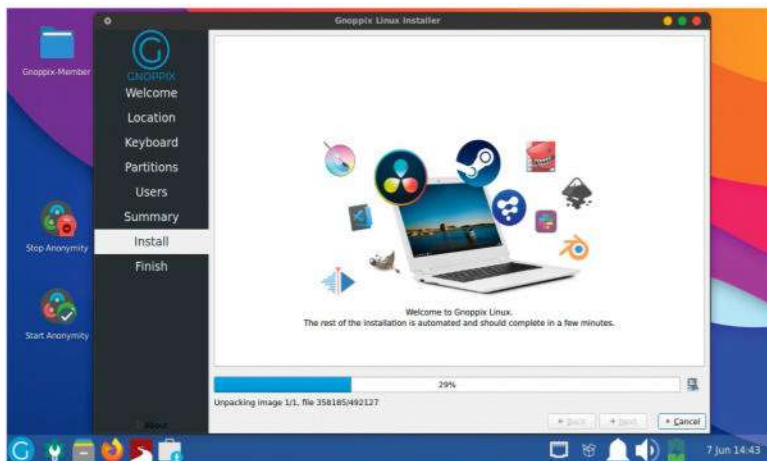 Gnoppix Linux Installer
Gnoppix-Member
GNOPPIX
Welcome
Location
Keyboard
Partitions
Users
Summary
Install
Finish
Stop Anonymity
Start Anonymity
Welcome to Gnoppix Linux.
The rest of the installation is automated and should complete in a few minutes.
29%
Unpacking image 1/1, file 358185/492127
About
Back
Next
Cancel
7 Jun 14:43